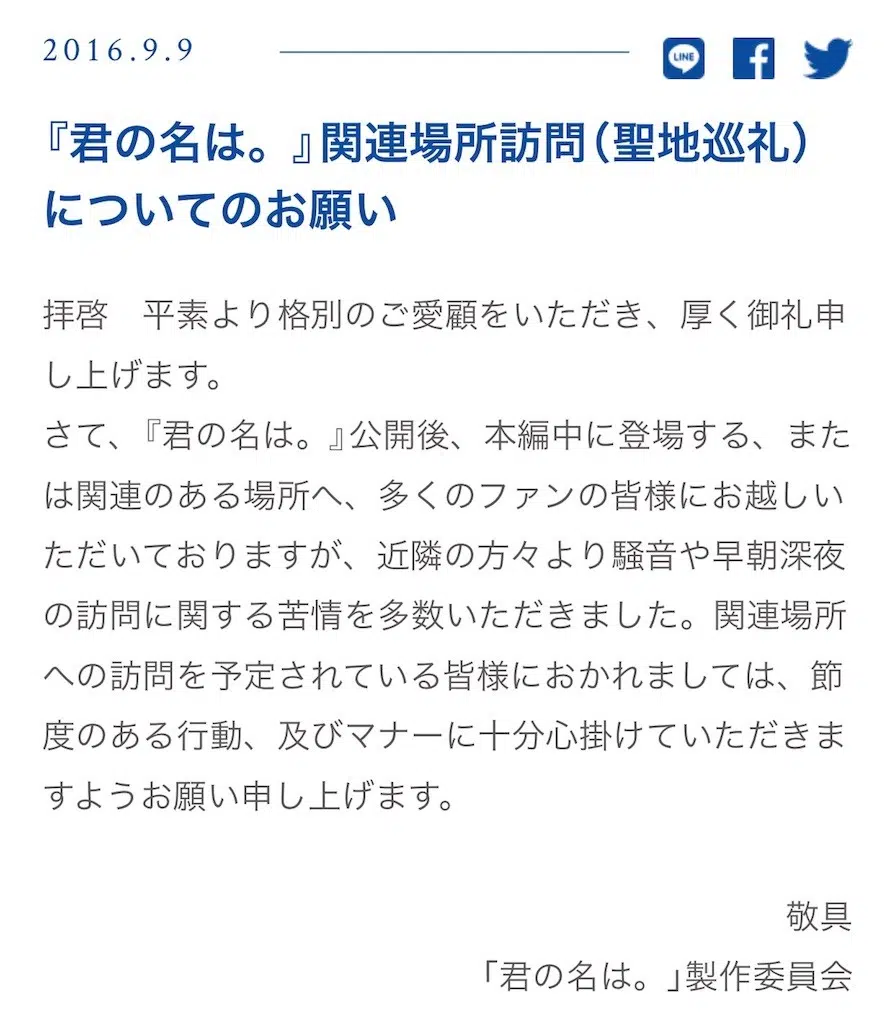 2016.9.9
LINE
『君の名は。』関連場所訪問（聖地巡礼）
についてのお願い
拝啓　平素より格別のご愛顧をいただき、厚く御礼申
し上げます。
さて、『君の名は。』公開後、本編中に登場する、また
は関連のある場所へ、多くのファンの皆様にお越しい
ただいておりますが、近隣の方々より騒音や早朝深夜
の訪問に関する苦情を多数いただきました。関連場所
への訪問を予定されている皆様におかれましては、節
度のある行動、及びマナーに十分心掛けていただきま
すようお願い申し上げます。
敬具
「君の名は。」製作委員会